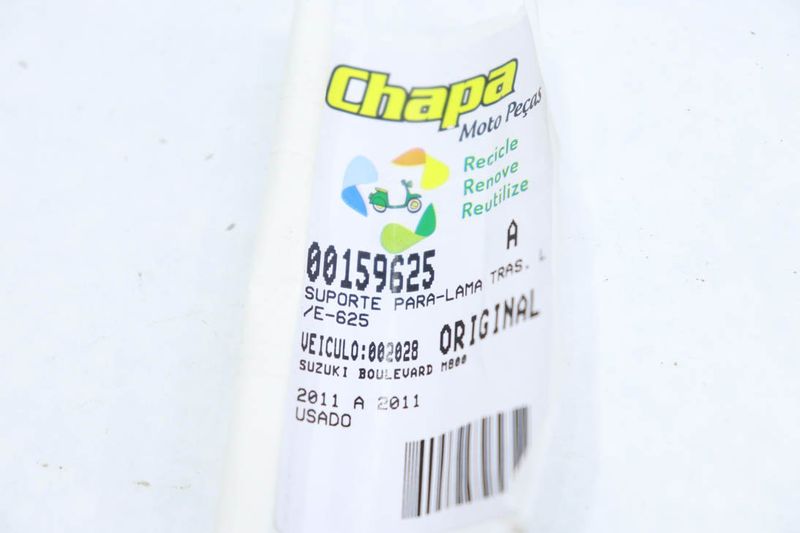 Chapa
Moto Peças
Recicle
Renove
Reutilize
A
00159625
SUPORTE PARA-LAMA TRAS. L
/E-625
ORIGINAL
VEICULO:002028
SUZUKI BOULEVARD M800
2011 A 2011
USADO